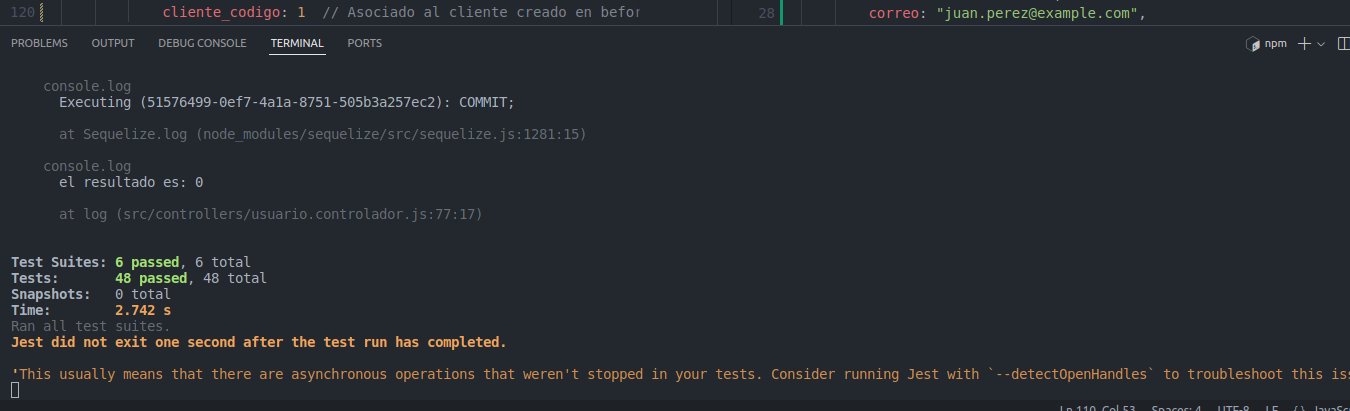 120 cliente_codigo: 1 // Asociado al cliente creado en befor
28 correo: "juan.perez@example.com",
PROBLEMS OUTPUT DEBUG CONSOLE TERMINAL PORTS npm
console.log
Executing (51576499-0ef7-4a1a-8751-505b3a257ec2): COMMIT;
at Sequelize.log (node_modules/sequelize/src/sequelize.js:1281:15)
console.log
el resultado es: 0
at log (src/controllers/usuario.controlador.js:77:17)
Test Suites: 6 passed, 6 total
Tests: 48 passed, 48 total
Snapshots: 0 total
Time: 2.742 s
Ran all test suites.
Jest did not exit one second after the test run has completed.
'This usually means that there are asynchronous operations that weren't stopped in your tests. Consider running Jest with `--detectOpenHandles` to troubleshoot this iss
Ln 110, Col 53 Spaces: 4 UTF-8 LF {} JavaSc